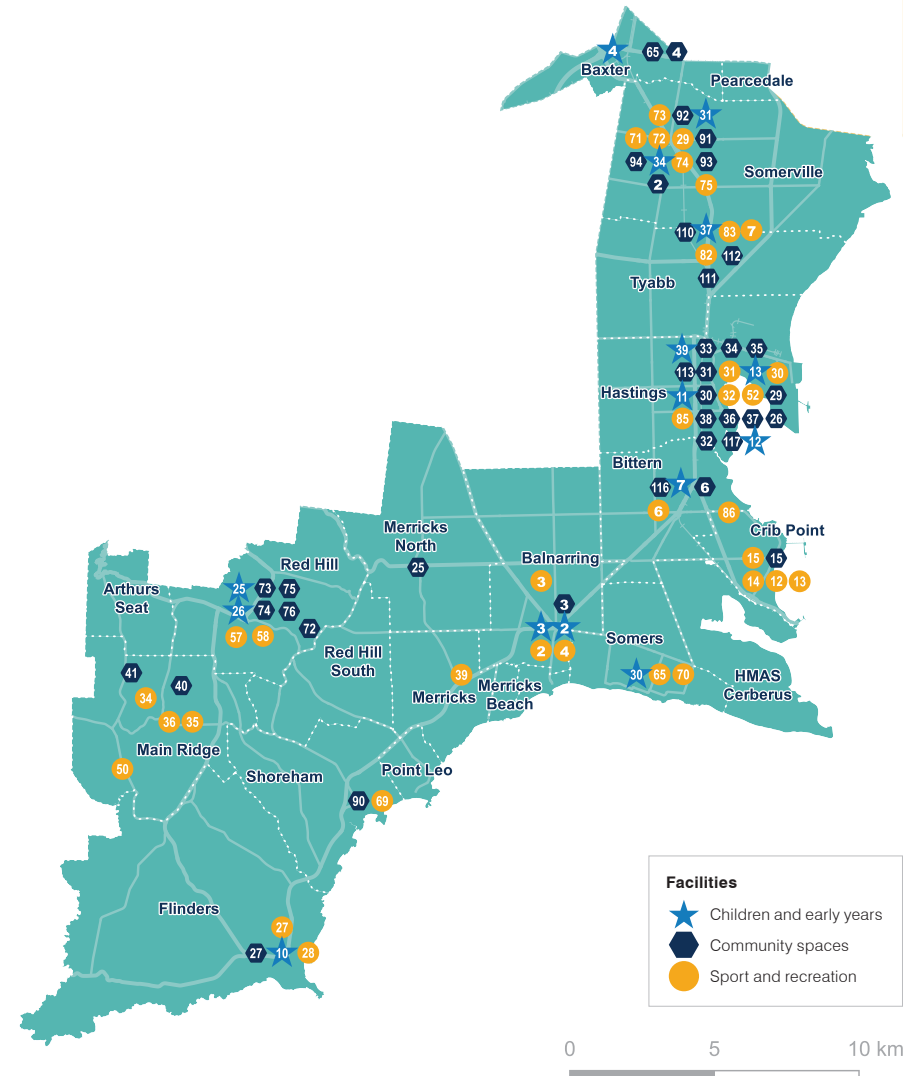 4 65 4
Baxter
Pearcedale
73 92 31
71 72 29 91
94 34 74 93
Somerville
2 75
110 37 83 7
82 112
Tyabb 111
39 33 34 35
113 31 31 13 30
Hastings 11 30 32 52 29
85 38 36 37 26
32 117 12
Bittern
116 7 6
6 86
Crib Point
Merricks
North
25
Balnarring
15 15
3 14 12 13
Red Hill
Arthurs
Seat
25 73 75
26 74 76
72
57 58
3
3 2
2 4
Somers
Red Hill
South
41
40
34
39
Merricks
Merricks
Beach
30 65 70
HMAS
Cerberus
36 35
Main Ridge
50
Shoreham
Point Leo
90 69
Flinders
27
27 10 28
Facilities
Children and early years
Community spaces
Sport and recreation
0 5 10 km